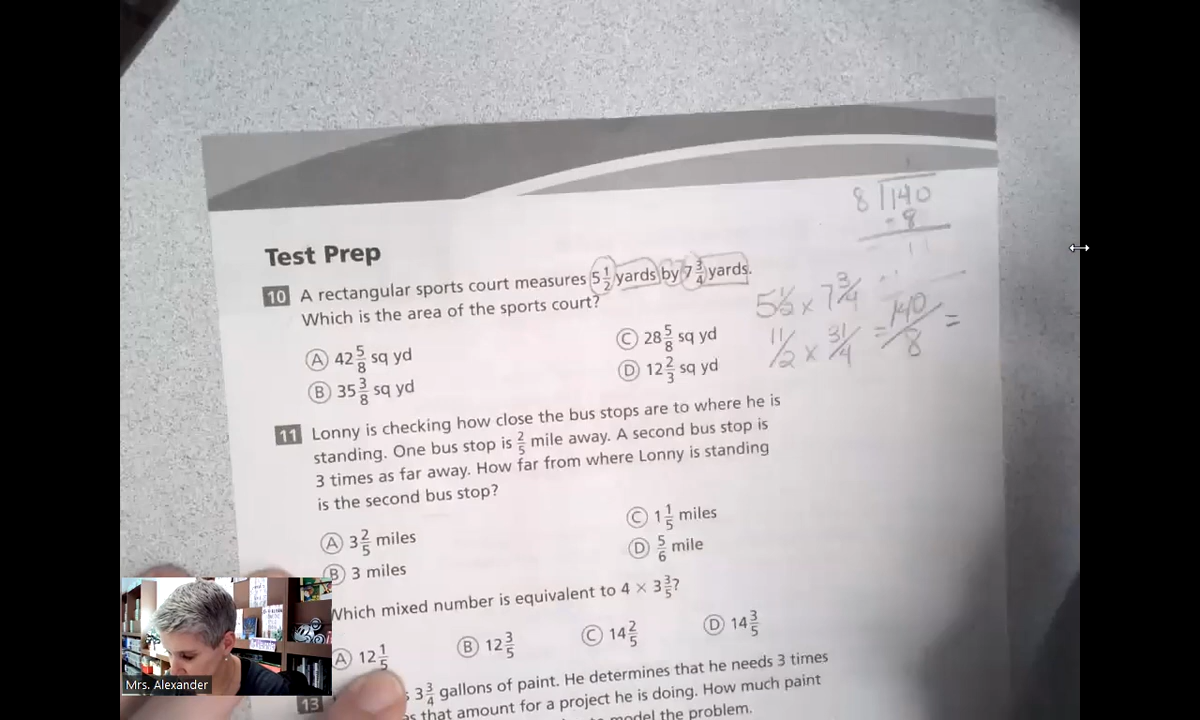 Test Prep
10 A rectangular sports court measures 5 1/2 yards by 7 3/4 yards.
Which is the area of the sports court?
A 42 5/8 sq yd
B 35 3/8 sq yd
C 28 5/8 sq yd
D 12 2/3 sq yd
8 140
- 8
5 1/2 x 7 3/4
11/2 x 31/4 = 140/8 =
11 Lonny is checking how close the bus stops are to where he is
standing. One bus stop is 2/5 mile away. A second bus stop is
3 times as far away. How far from where Lonny is standing
is the second bus stop?
A 3 2/5 miles
B 3 miles
C 1 1/5 miles
D 5/6 mile
Which mixed number is equivalent to 4 × 3 3/5?
A 12 1/5
B 12 3/5
C 14 2/5
D 14 3/5
13 3 3/4 gallons of paint. He determines that he needs 3 times
that amount for a project he is doing. How much paint
model the problem.
Mrs. Alexander